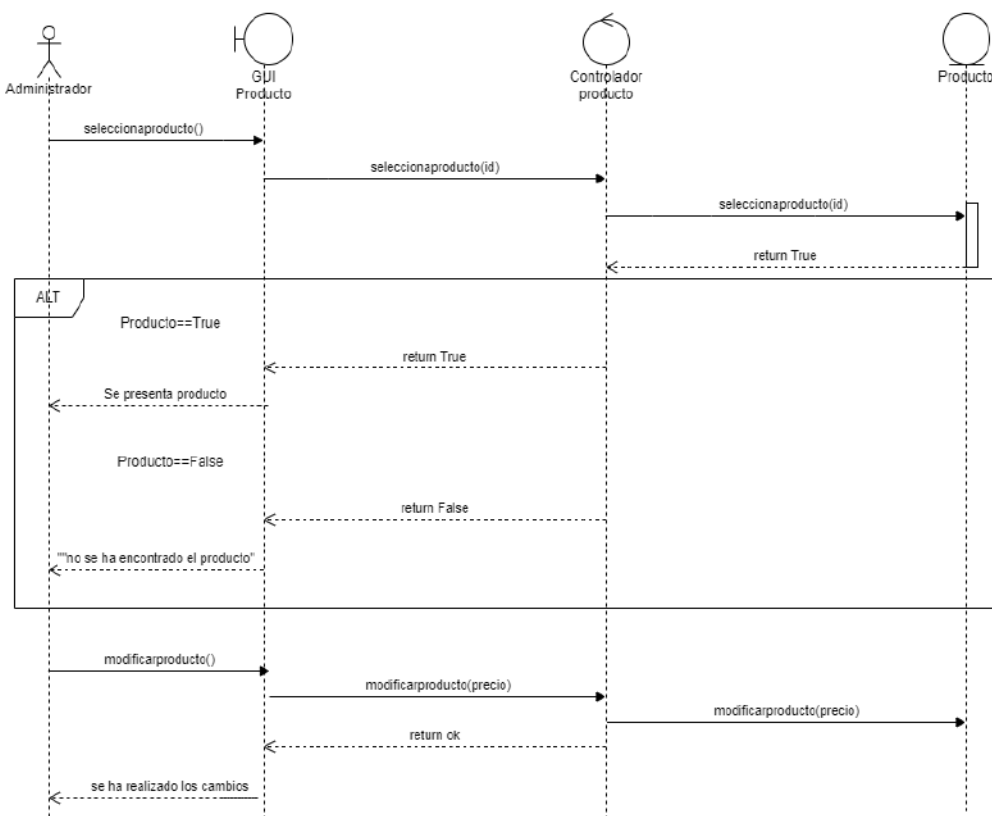 Administrador
GUI
Producto
Controlador
producto
Producto
seleccionaproducto()
seleccionaproducto(id)
seleccionaproducto(id)
return True
ALT
Producto==True
return True
Se presenta producto
Producto==False
return False
""no se ha encontrado el producto"
modificarproducto()
modificarproducto(precio)
modificarproducto(precio)
return ok
se ha realizado los cambios